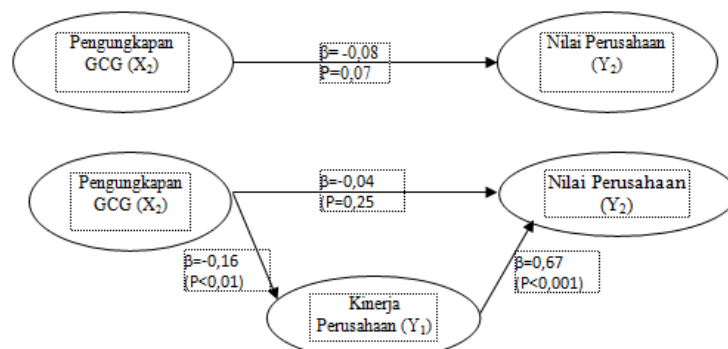 Pengungkapan
GCG (X₂)
β= -0,08
P=0,07
Nilai Perusahaan
(Y₂)
Pengungkapan
GCG (X₂)
β=-0,04
(P=0,25
Nilai Perusahaan
(Y₂)
β=-0,16
(P<0,01)
β=0,67
(P<0,001)
Kinerja
Perusahaan (Y₁)